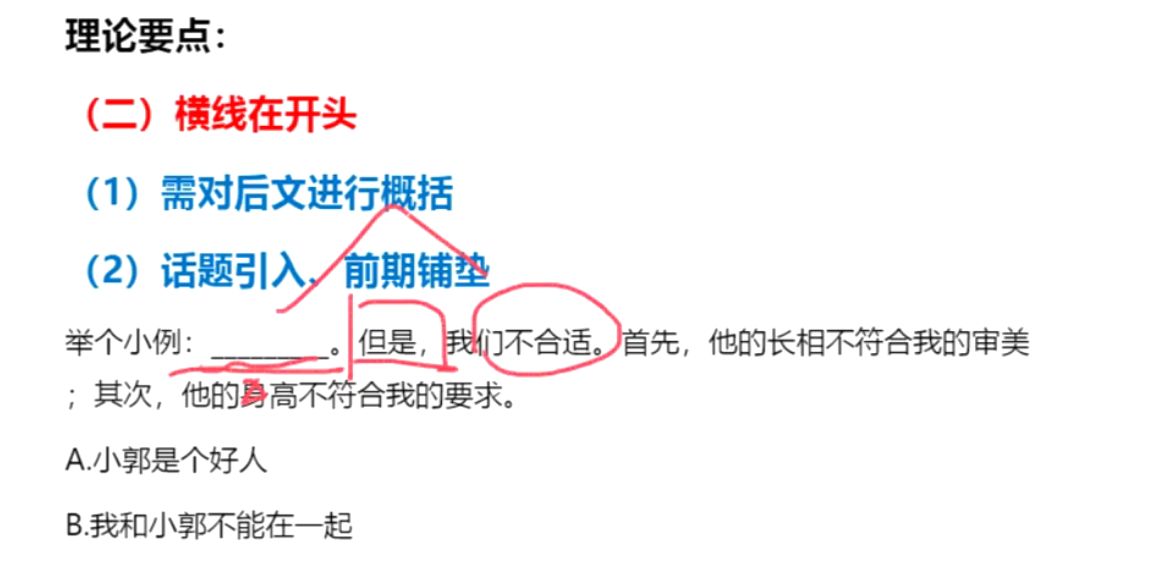 理论要点：
（二）横线在开头
（1）需对后文进行概括
（2）话题引入、前期铺垫
举个小例：_________。但是，我们不合适。首先，他的长相不符合我的审美
；其次，他的身高不符合我的要求。
A.小郭是个好人
B.我和小郭不能在一起